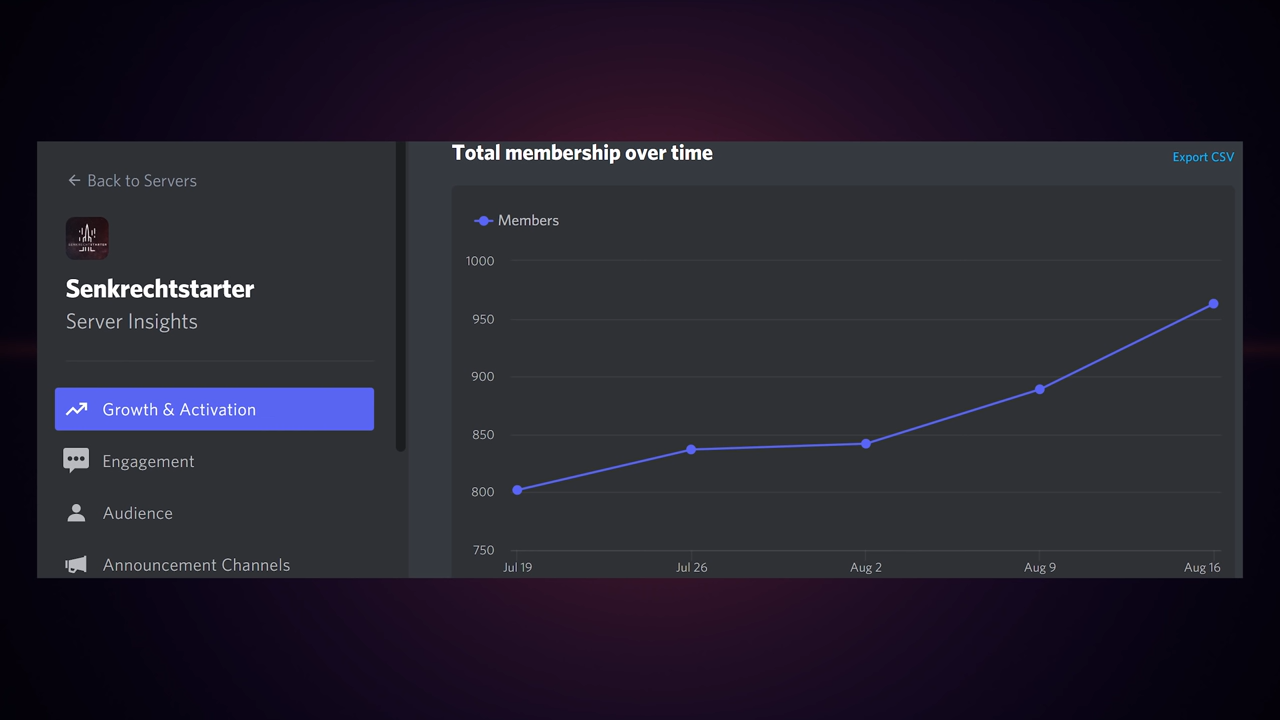 ← Back to Servers
SENKRECHTSTARTER
Senkrechtstarter
Server Insights
Growth & Activation
Engagement
Audience
Announcement Channels
Total membership over time
Export CSV
Members
1000
950
900
850
800
750
Jul 19
Jul 26
Aug 2
Aug 9
Aug 16